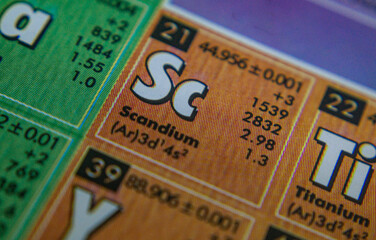 a
+2
839
1484
1.55
1.0
21
44.956 ± 0.001
Sc
+3
1539
2832
2.98
1.3
Scandium
(Ar)3d¹4s²
22
Ti
Titanium
(Ar)3d²4s²
± 0.01
+2
769
39
88.906 ± 0.001
Y